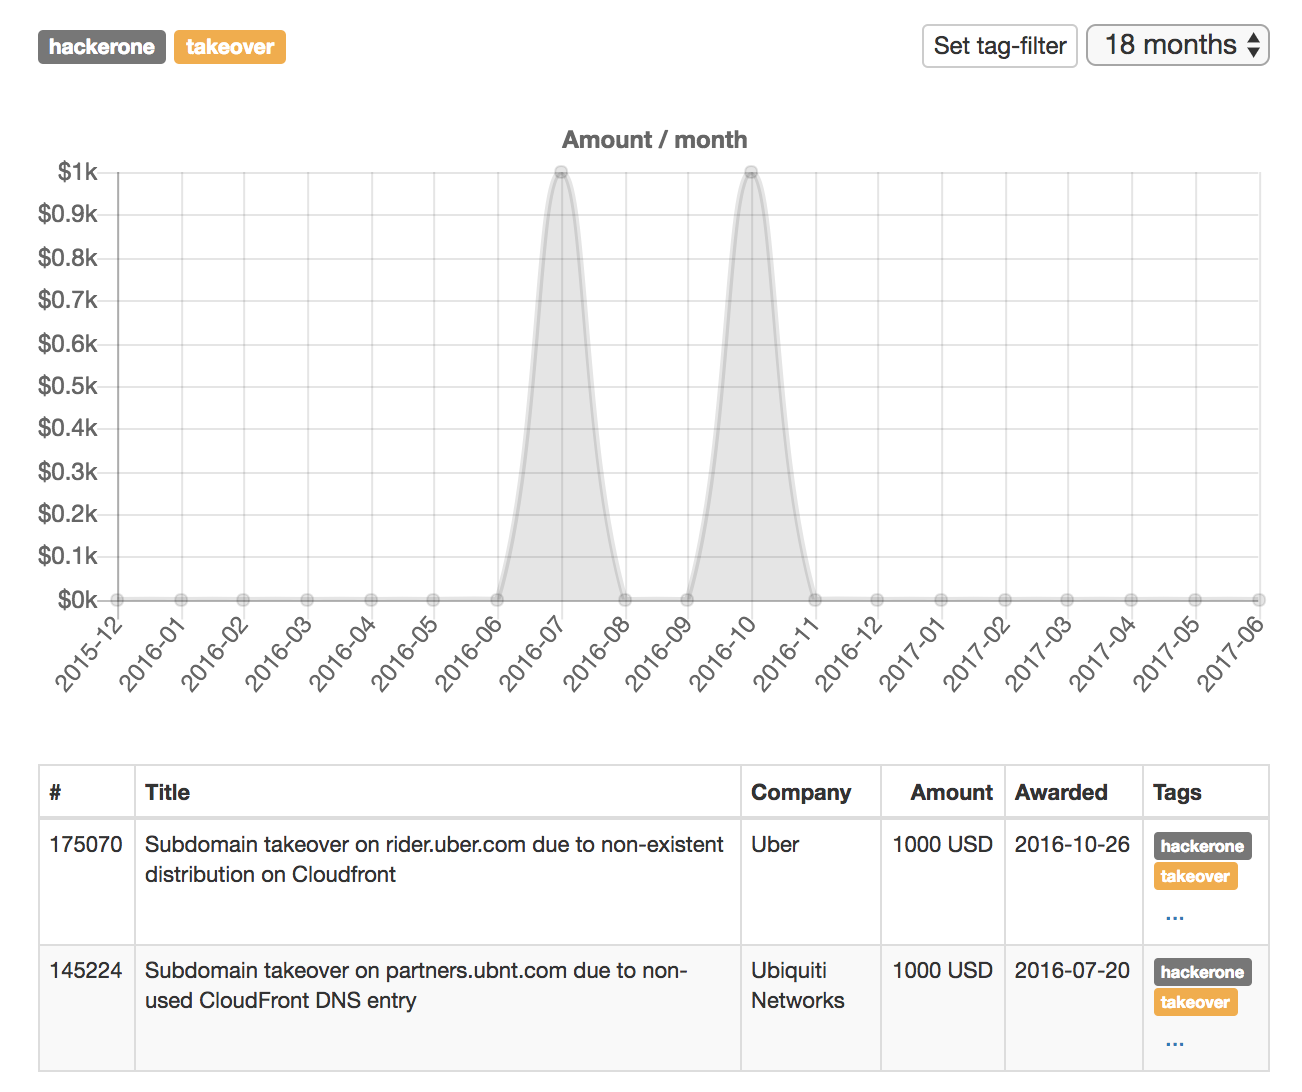 hackerone takeover Set tag-filter 18 months
Amount / month
$1k
$0.9k
$0.8k
$0.7k
$0.6k
$0.5k
$0.4k
$0.3k
$0.2k
$0.1k
$0k
2015-12 2016-01 2016-02 2016-03 2016-04 2016-05 2016-06 2016-07 2016-08 2016-09 2016-10 2016-11 2016-12 2017-01 2017-02 2017-03 2017-04 2017-05 2017-06
# Title Company Amount Awarded Tags
175070 Subdomain takeover on rider.uber.com due to non-existent Uber 1000 USD 2016-10-26 hackerone
distribution on Cloudfront takeover
...
145224 Subdomain takeover on partners.ubnt.com due to non- Ubiquiti 1000 USD 2016-07-20 hackerone
used CloudFront DNS entry Networks takeover
...